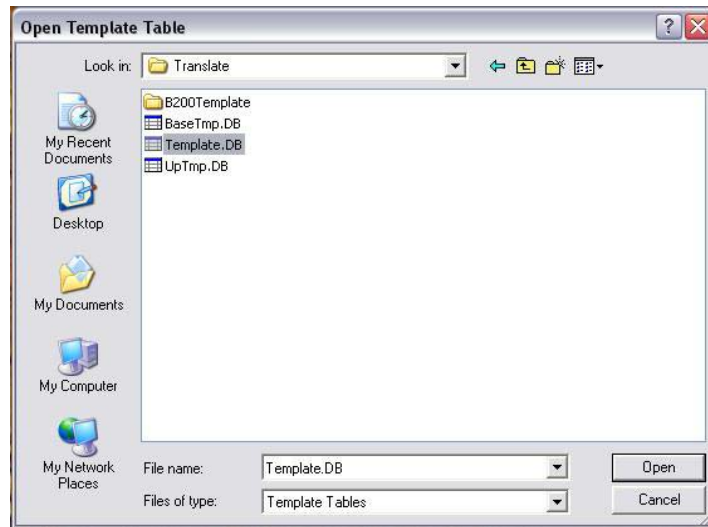 Open Template Table
Look in: Translate
My Recent
Documents
Desktop
My Documents
My Computer
My Network
Places
B200Template
BaseTmp.DB
Template.DB
UpTmp.DB
File name: Template.DB Open
Files of type: Template Tables Cancel